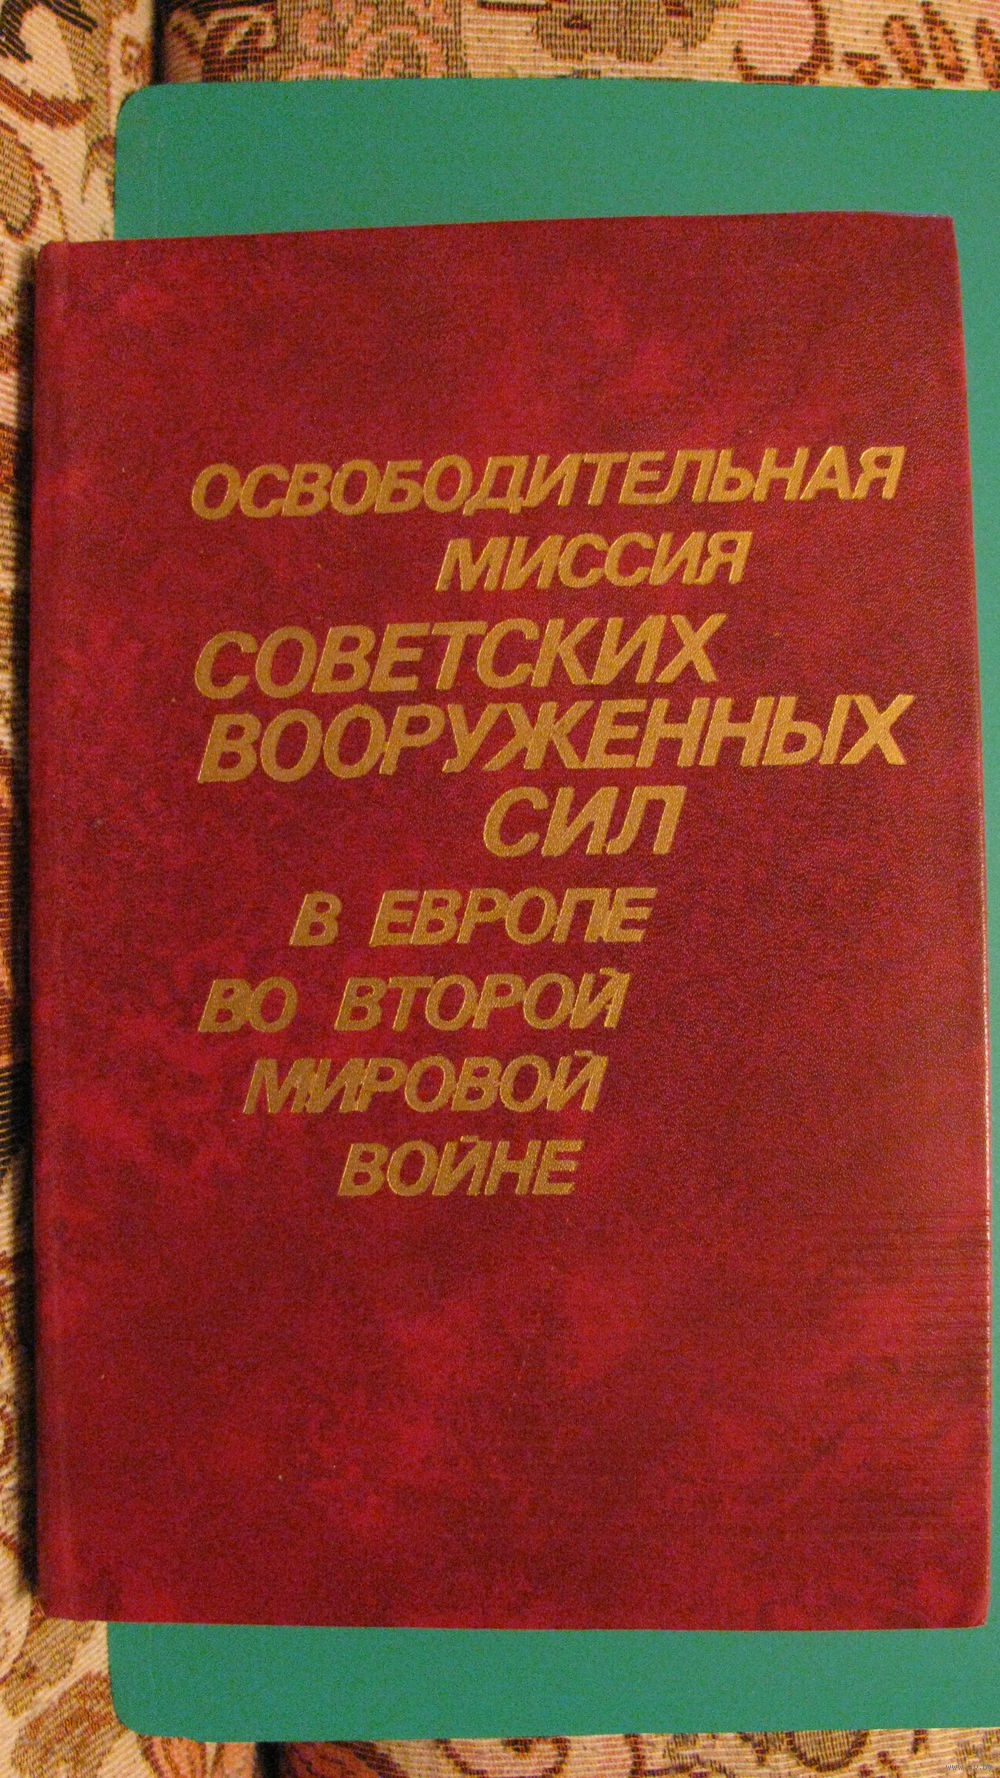 ОСВОБОДИТЕЛЬНАЯ
МИССИЯ
СОВЕТСКИХ
ВООРУЖЕННЫХ
СИЛ
В ЕВРОПЕ
ВО ВТОРОЙ
МИРОВОЙ
ВОЙНЕ